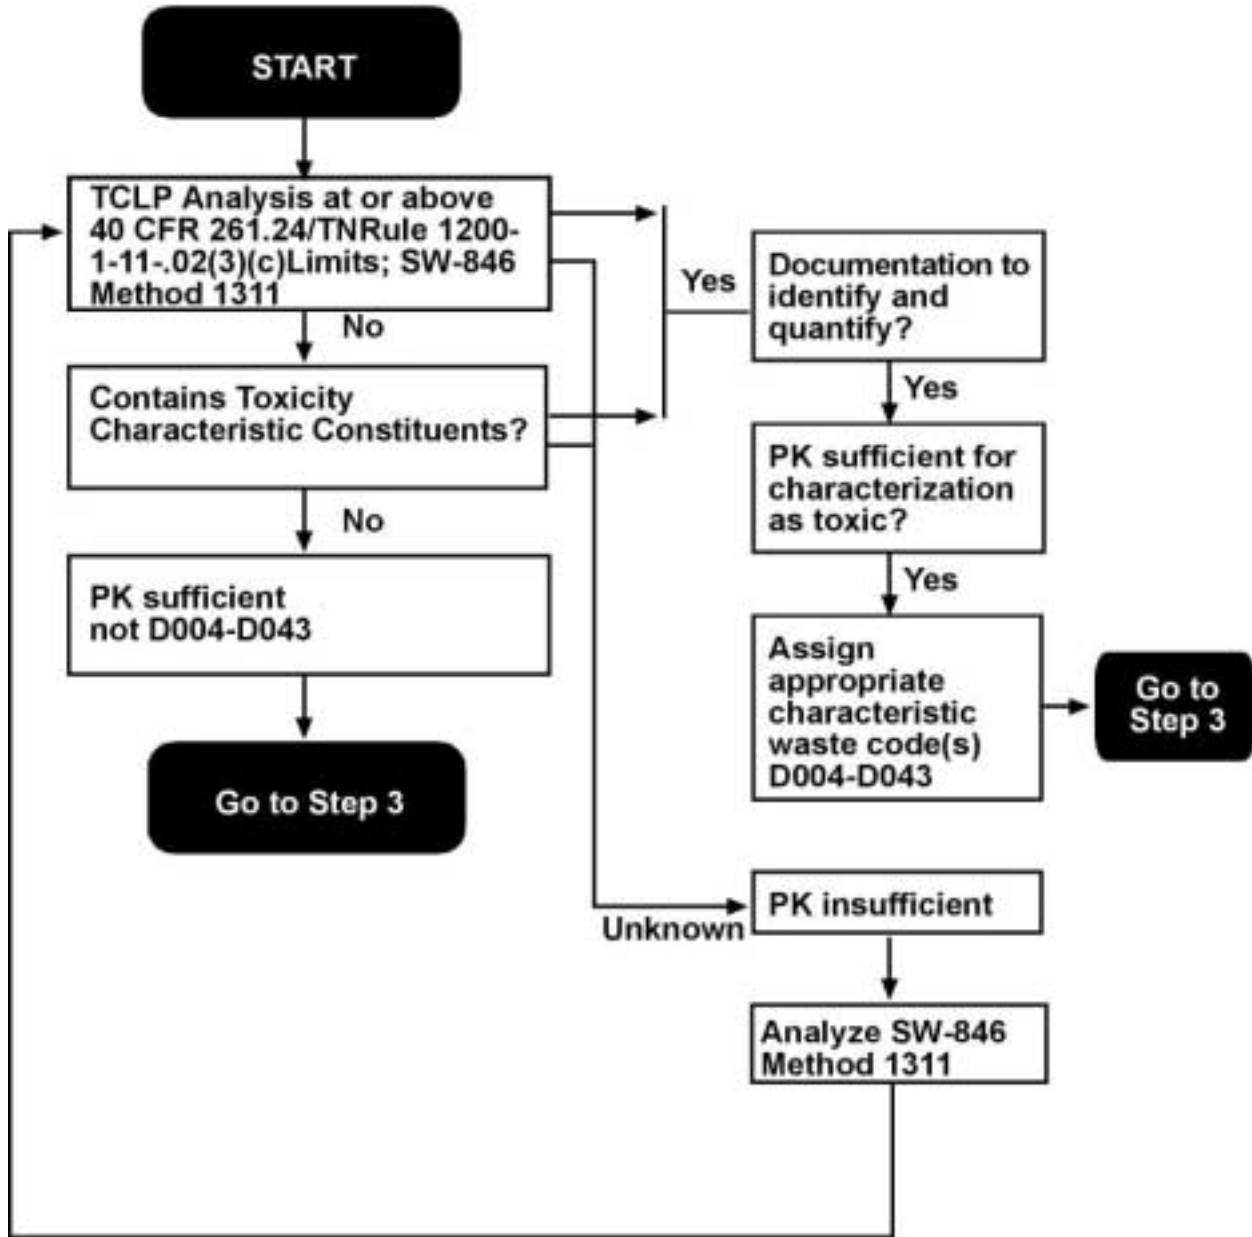 START
TCLP Analysis at or above
40 CFR 261.24/TNRule 1200-
1-11-.02(3)(c)Limits; SW-846
Method 1311
No
Contains Toxicity
Characteristic Constituents?
No
PK sufficient
not D004-D043
Go to Step 3
Yes
Documentation to
identify and
quantify?
Yes
PK sufficient for
characterization
as toxic?
Yes
Assign
appropriate
characteristic
waste code(s)
D004-D043
Go to
Step 3
Unknown
PK insufficient
Analyze SW-846
Method 1311